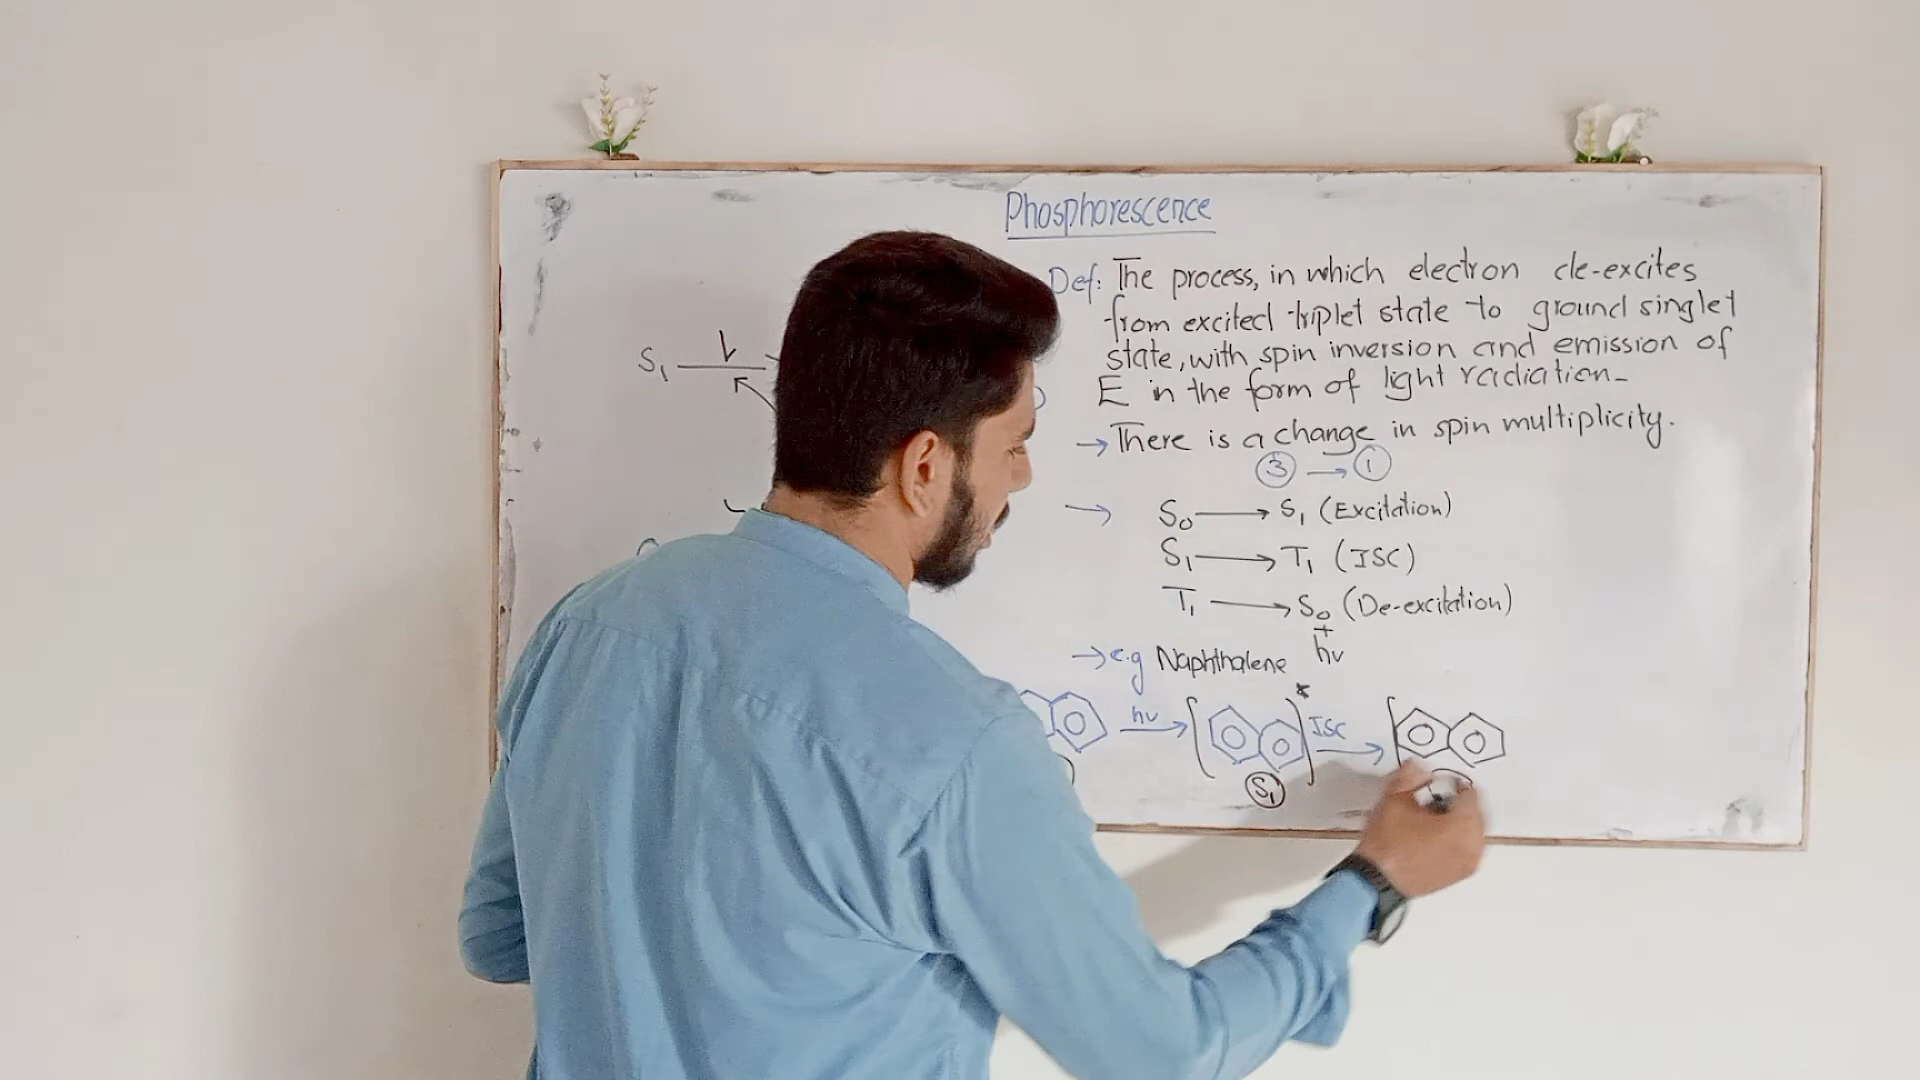 Phosphorescence
Def: The process, in which electron de-excites
from excited triplet state to ground singlet
state, with spin inversion and emission of
E in the form of light radiation-
→ There is a change in spin multiplicity.
3 → 1
S₁
→ S₀ → S₁ (Excitation)
S₁ → T₁ (ISC)
T₁ → S₀ (De-excitation)
+
hν
→ e.g Naphthalene
hν → [ ]* ISC → [
S₁